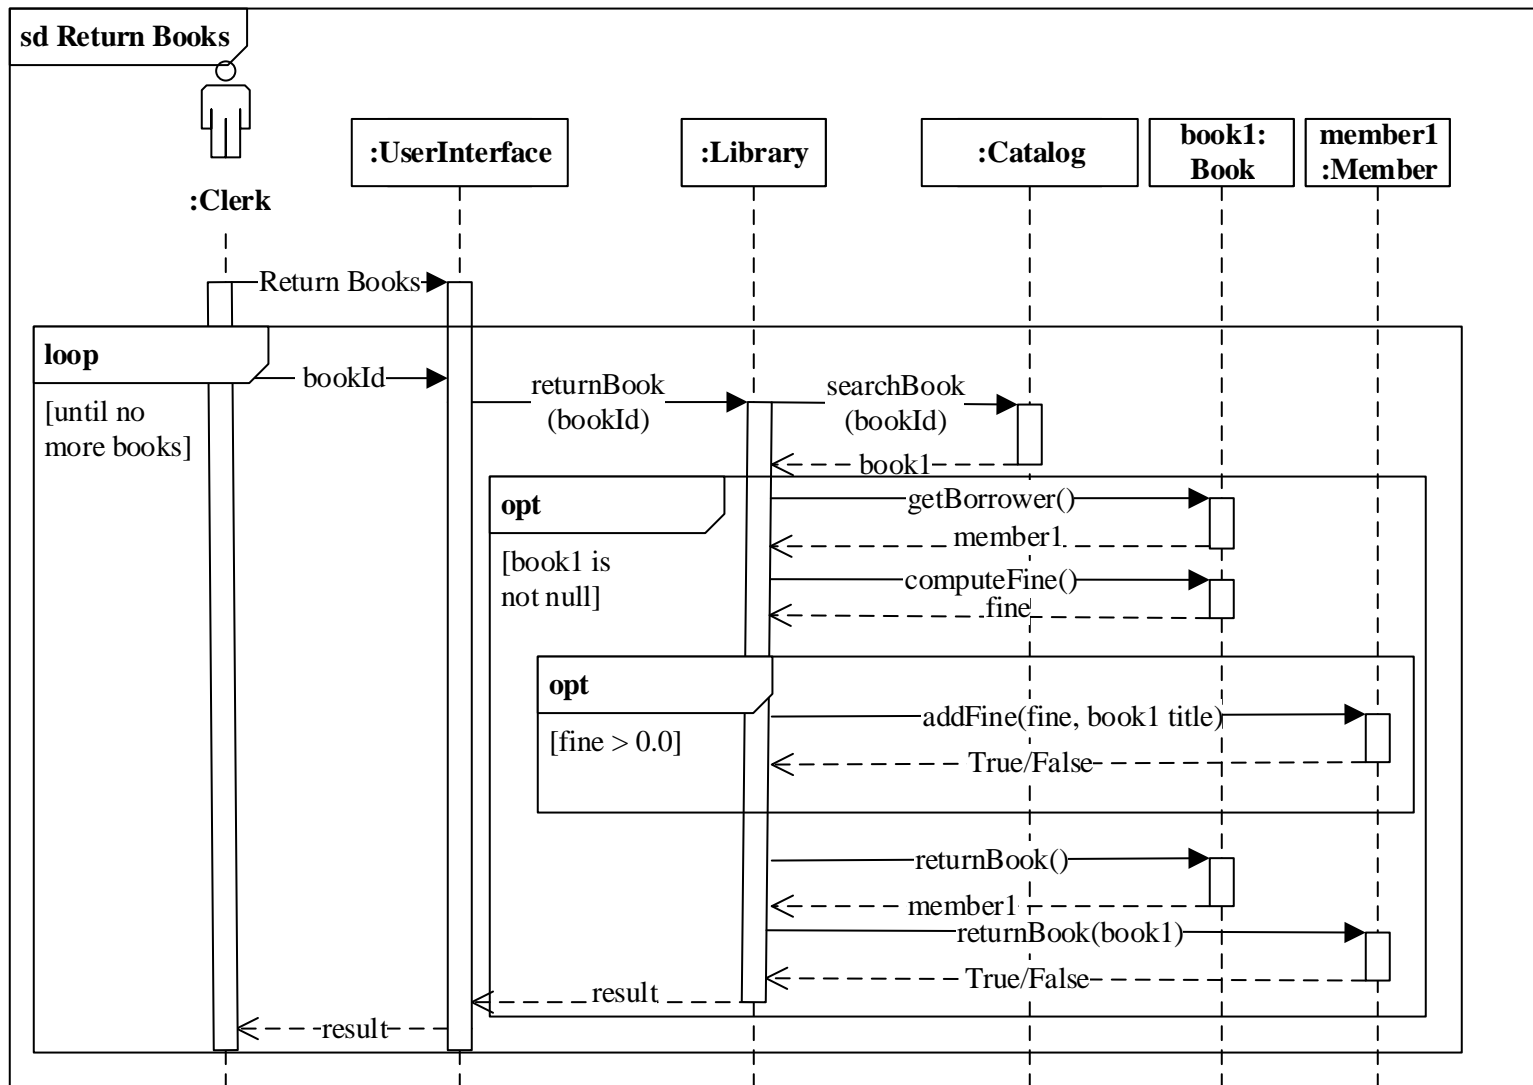 sd Return Books
:Clerk
:UserInterface
:Library
:Catalog
book1:
Book
member1
:Member
Return Books
loop
[until no
more books]
bookId
returnBook
(bookId)
searchBook
(bookId)
book1
opt
[book1 is
not null]
getBorrower()
member1
computeFine()
fine
opt
[fine > 0.0]
addFine(fine, book1 title)
True/False
returnBook()
member1
returnBook(book1)
True/False
result
result